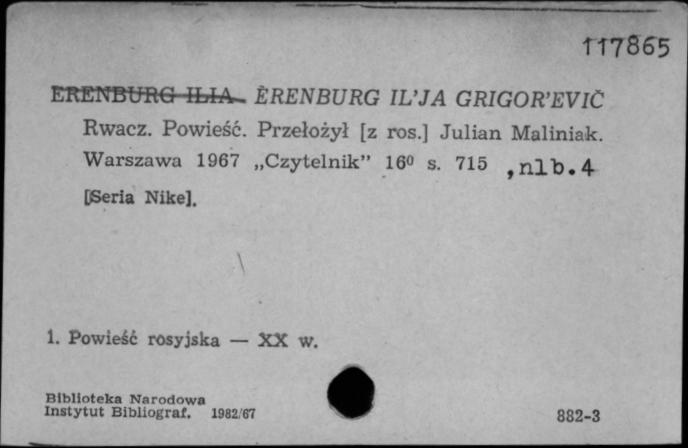 117865
ERENBURG ILIA ÈRENBURG IL’JA GRIGOR’EVIČ
Rwacz. Powieść. Przełożył [z ros.] Julian Maliniak.
Warszawa 1967 „Czytelnik” 16⁰ s. 715 , nlb. 4
[Seria Nike].
1. Powieść rosyjska — XX w.
Biblioteka Narodowa
Instytut Bibliograf. 1982/67
882-3